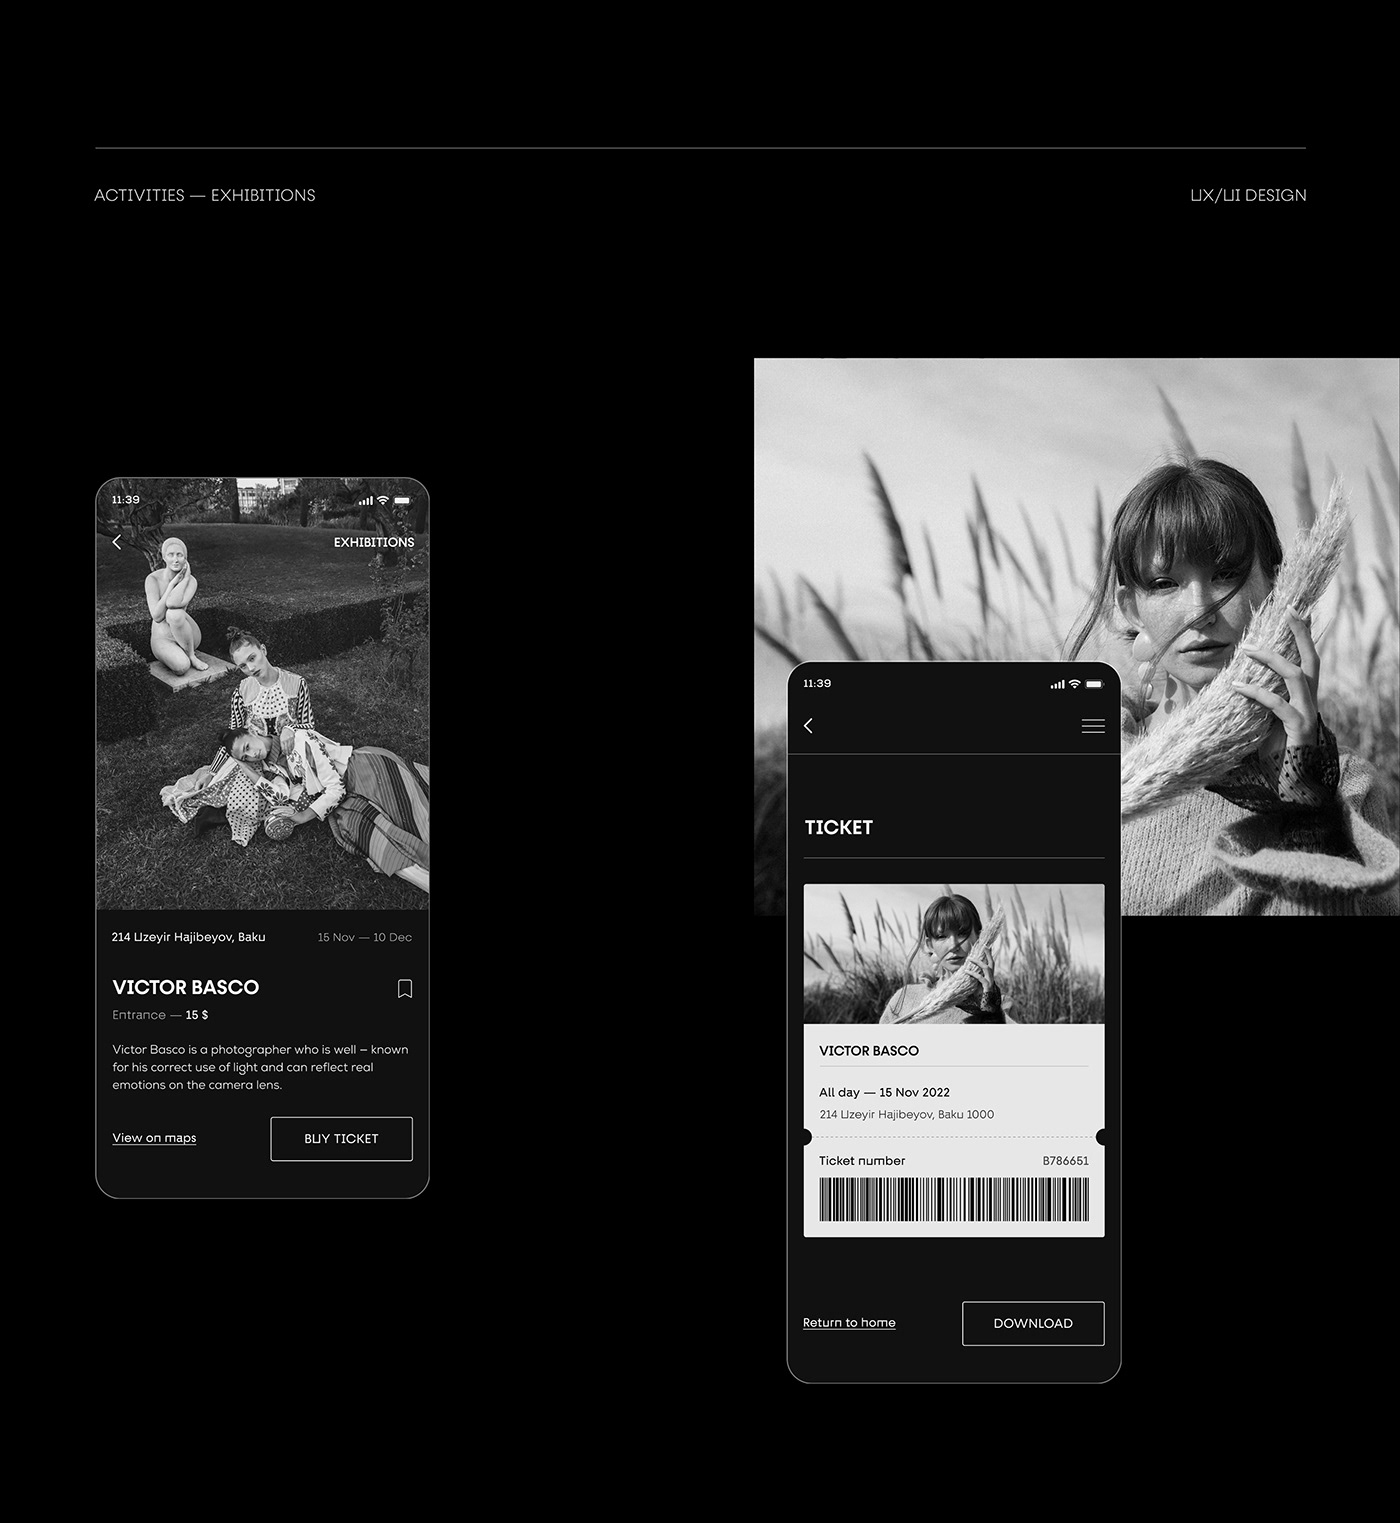 ACTIVITIES — EXHIBITIONS
UX/UI DESIGN
11:39
EXHIBITIONS
214 Uzeyir Hajibeyov, Baku
15 Nov — 10 Dec
VICTOR BASCO
Entrance — 15 $
Victor Basco is a photographer who is well – known
for his correct use of light and can reflect real
emotions on the camera lens.
View on maps
BUY TICKET
11:39
TICKET
VICTOR BASCO
All day — 15 Nov 2022
214 Uzeyir Hajibeyov, Baku 1000
Ticket number
B786651
Return to home
DOWNLOAD